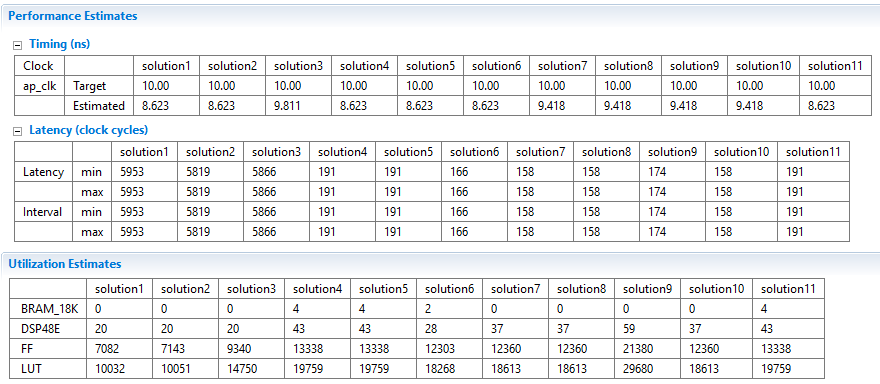 Performance Estimates
Timing (ns)
Clock solution1 solution2 solution3 solution4 solution5 solution6 solution7 solution8 solution9 solution10 solution11
ap_clk Target 10.00 10.00 10.00 10.00 10.00 10.00 10.00 10.00 10.00 10.00 10.00
Estimated 8.623 8.623 9.811 8.623 8.623 8.623 9.418 9.418 9.418 9.418 8.623
Latency (clock cycles)
solution1 solution2 solution3 solution4 solution5 solution6 solution7 solution8 solution9 solution10 solution11
Latency min 5953 5819 5866 191 191 166 158 158 174 158 191
max 5953 5819 5866 191 191 166 158 158 174 158 191
Interval min 5953 5819 5866 191 191 166 158 158 174 158 191
max 5953 5819 5866 191 191 166 158 158 174 158 191
Utilization Estimates
solution1 solution2 solution3 solution4 solution5 solution6 solution7 solution8 solution9 solution10 solution11
BRAM_18K 0 0 0 4 4 2 0 0 0 0 4
DSP48E 20 20 20 43 43 28 37 37 59 37 43
FF 7082 7143 9340 13338 13338 12303 12360 12360 21380 12360 13338
LUT 10032 10051 14750 19759 19759 18268 18613 18613 29680 18613 19759